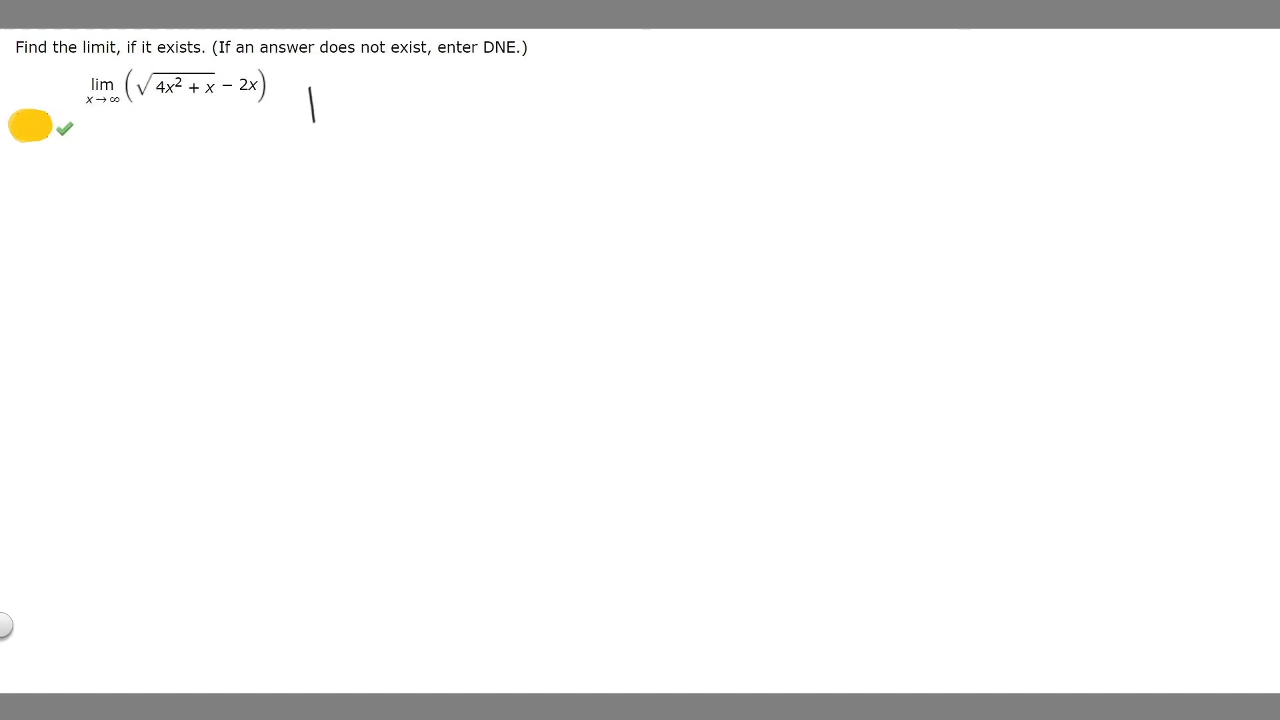 Find the limit, if it exists. (If an answer does not exist, enter DNE.)
lim x→∞ (√4x² + x − 2x)